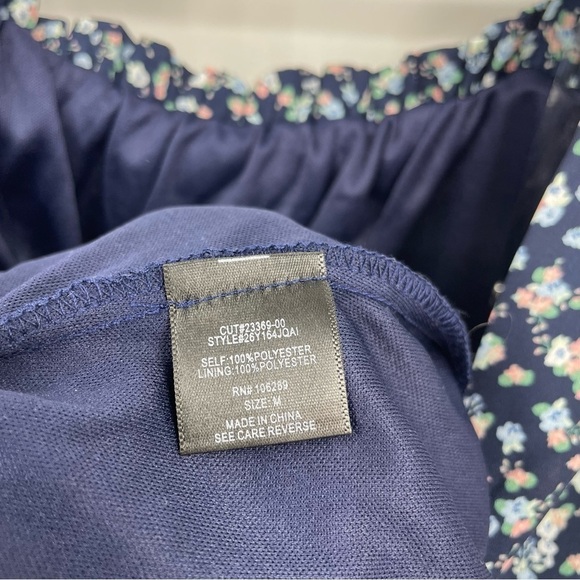 CUT#23369-00
STYLE#26Y164JQAI
SELF:100%POLYESTER
LINING:100%POLYESTER
RN# 106289
SIZE: M
MADE IN CHINA
SEE CARE REVERSE